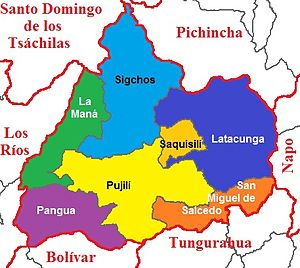 Santo Domingo
de los
Tsáchilas
Pichincha
Sigchos
La
Maná
Los
Ríos
Saquisilí
Latacunga
Napo
Pujilí
San
Miguel de
Salcedo
Pangua
Tungurahua
Bolívar